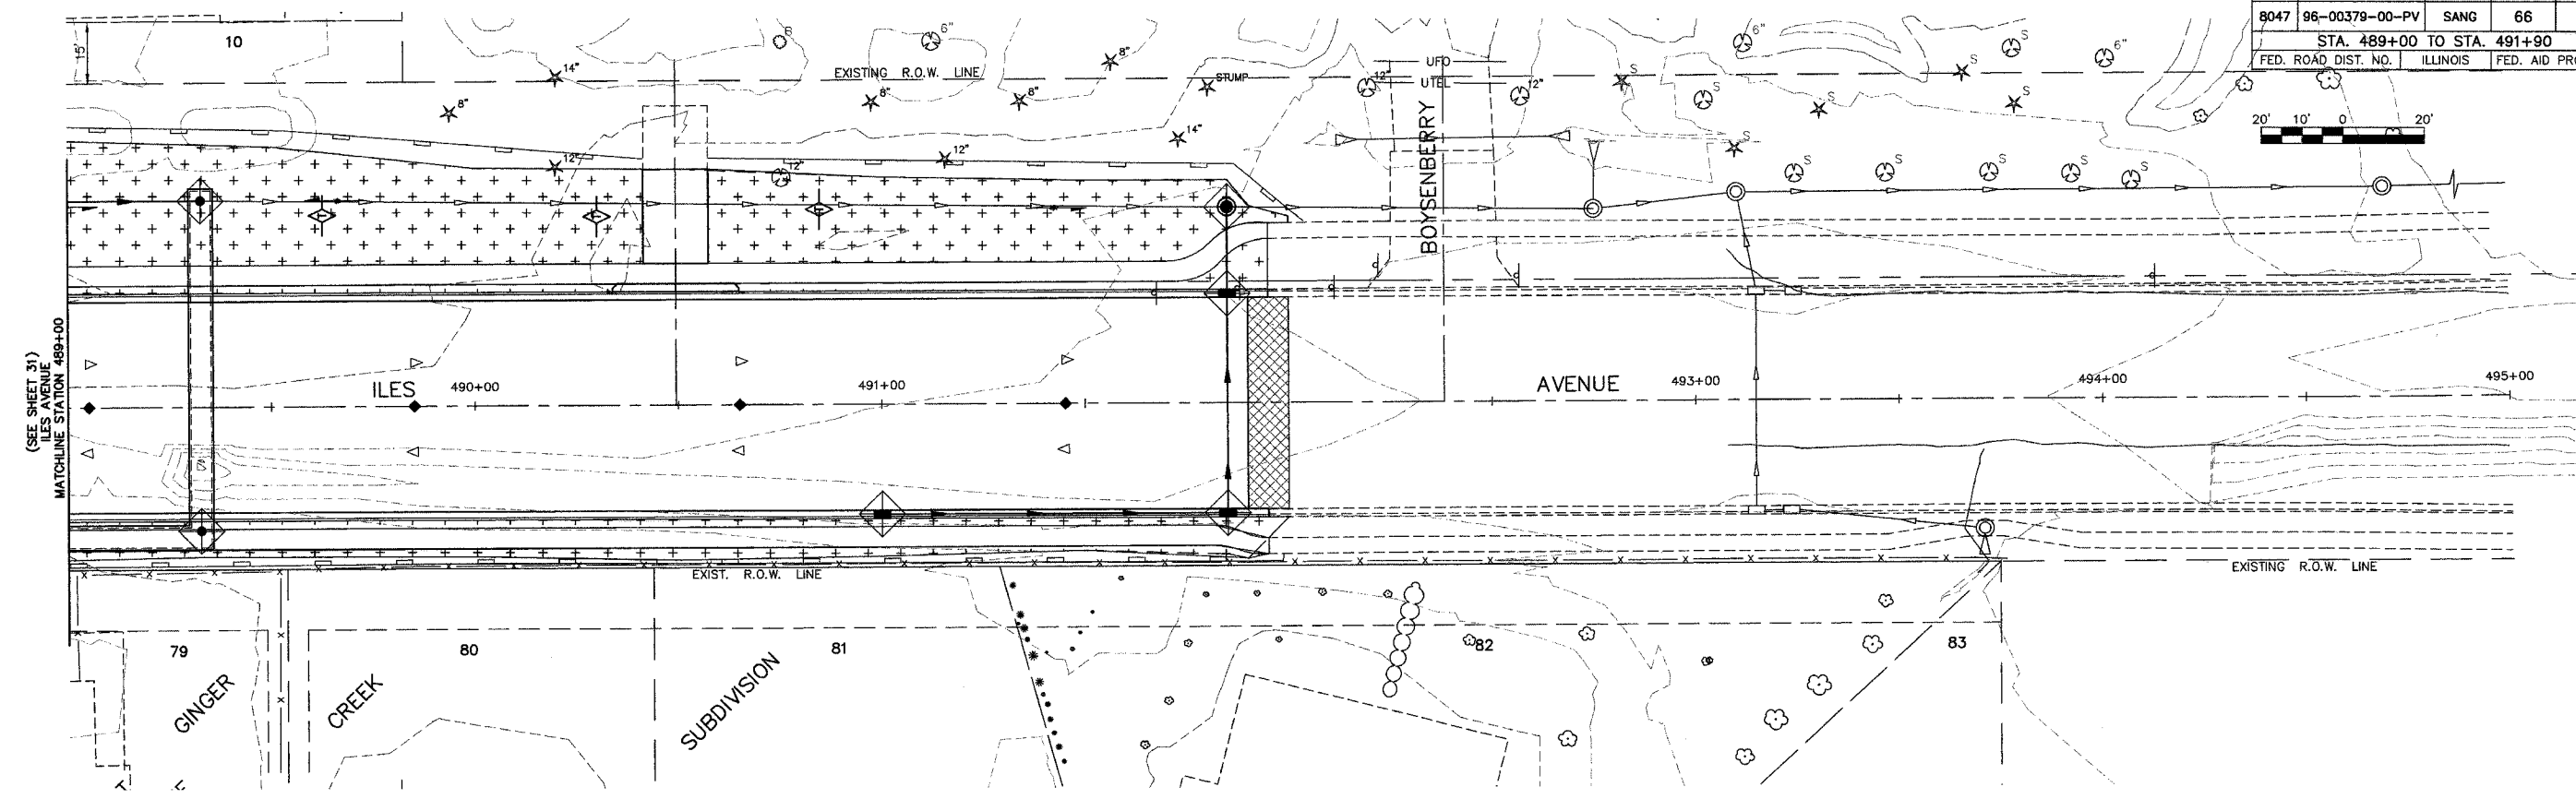 8047 96-00379-00-PV SANG 66
STA. 489+00 TO STA. 491+90
FED. ROAD DIST. NO. ILLINOIS FED. AID PRO
15'
10
14"
8"
12"
B
6"
EXISTING R.O.W. LINE
8"
8"
8"
12"
12"
14"
STUMP
12"
UFO
UTEL
12"
BOYSENBERRY
S
S
S
S
6"
S
S
S
6"
S
S
S
S
S
20' 10' 0 20'
(SEE SHEET 31)
ILES AVENUE
MATCHLINE STATION 489+00
ILES
490+00
491+00
AVENUE
493+00
494+00
495+00
EXIST. R.O.W. LINE
EXISTING R.O.W. LINE
79
80
81
82
83
GINGER
CREEK
SUBDIVISION